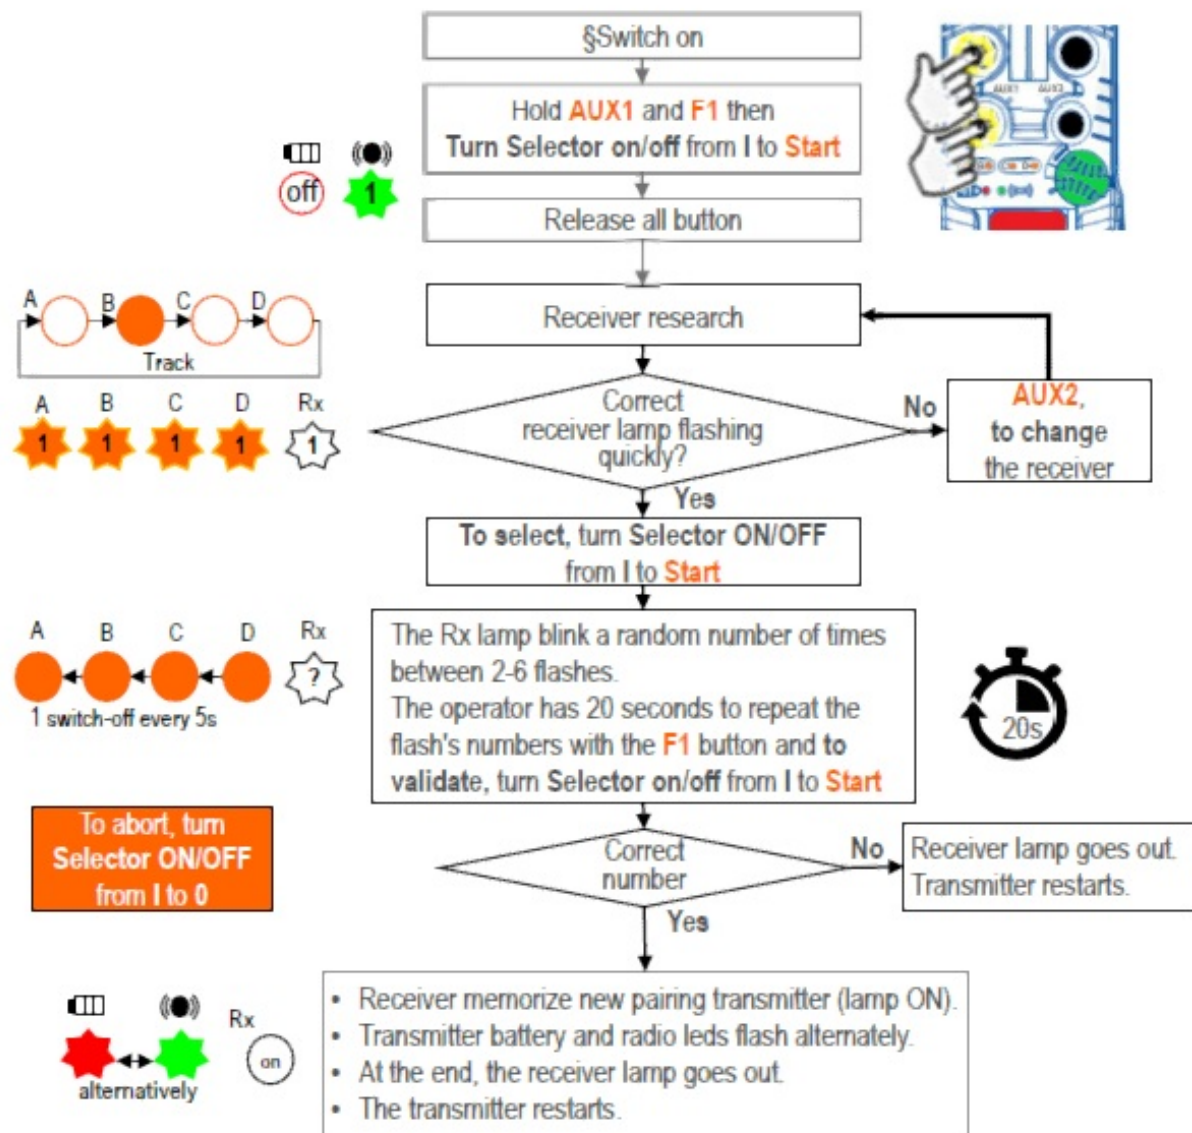 §Switch on
Hold AUX1 and F1 then
Turn Selector on/off from I to Start
off
1
Release all button
AUX1
A B C D
Track
Receiver research
A B C D Rx
1 1 1 1 1
Correct
receiver lamp flashing
quickly?
No
AUX2,
to change
the receiver
Yes
To select, turn Selector ON/OFF
from I to Start
A B C D Rx
?
1 switch-off every 5s
The Rx lamp blink a random number of times
between 2-6 flashes.
The operator has 20 seconds to repeat the
flash's numbers with the F1 button and to
validate, turn Selector on/off from I to Start
20s
To abort, turn
Selector ON/OFF
from I to 0
Correct
number
No
Receiver lamp goes out.
Transmitter restarts.
Yes
Rx
on
alternatively
• Receiver memorize new pairing transmitter (lamp ON).
• Transmitter battery and radio leds flash alternately.
• At the end, the receiver lamp goes out.
• The transmitter restarts.